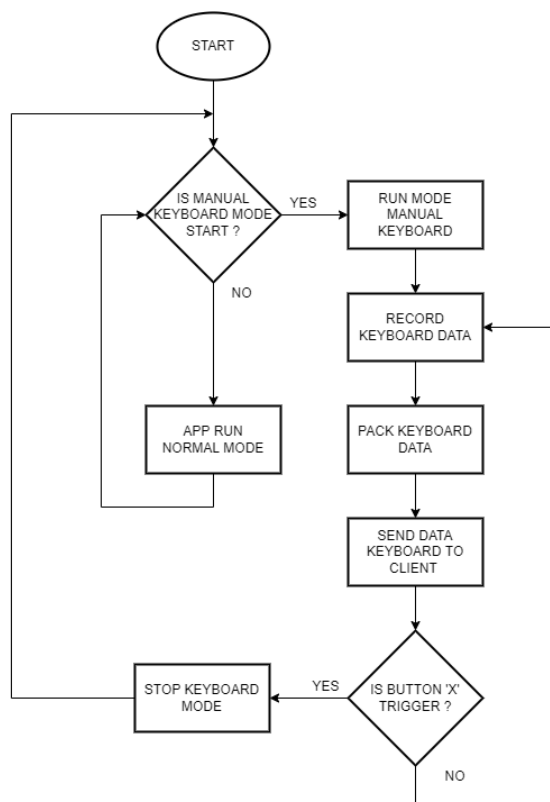 START
IS MANUAL
KEYBOARD MODE
START ?
YES
RUN MODE
MANUAL
KEYBOARD
NO
RECORD
KEYBOARD DATA
APP RUN
NORMAL MODE
PACK KEYBOARD
DATA
SEND DATA
KEYBOARD TO
CLIENT
IS BUTTON 'X'
TRIGGER ?
YES
STOP KEYBOARD
MODE
NO